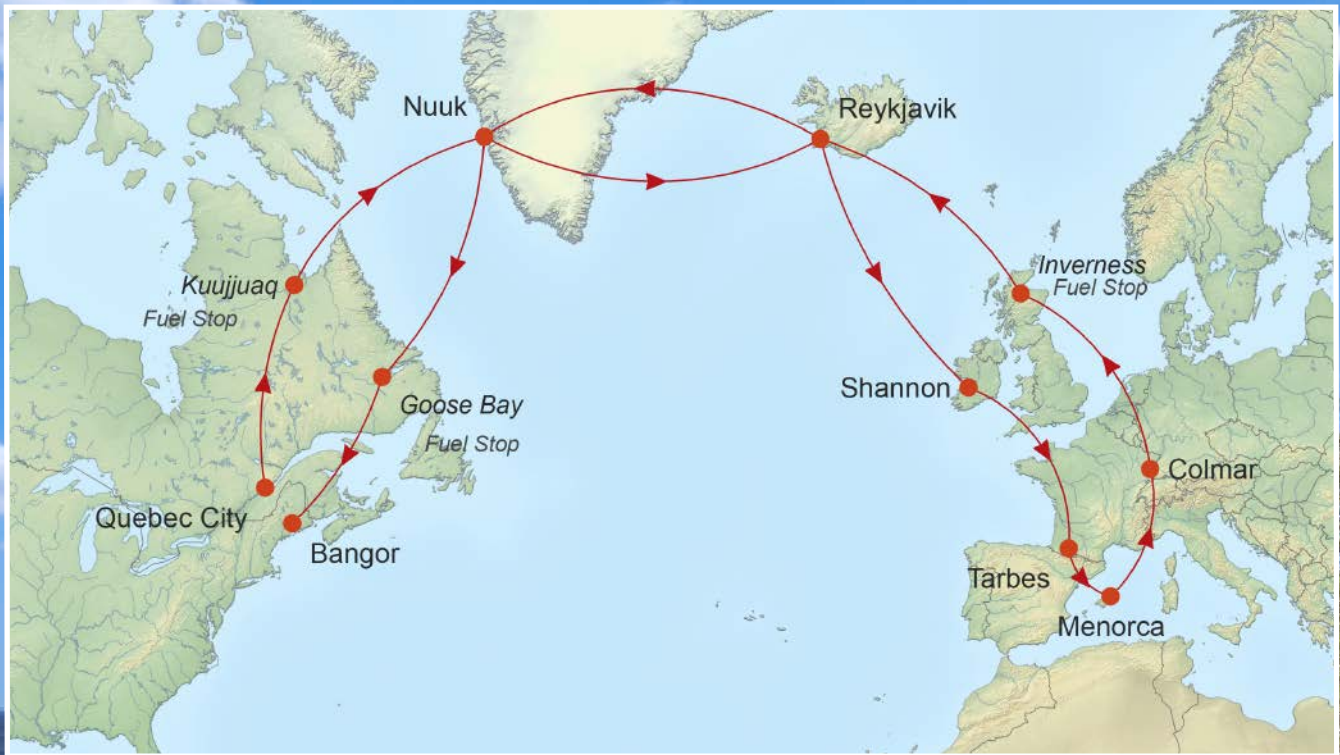 Nuuk
Reykjavik
Kuujjuaq
Fuel Stop
Inverness
Fuel Stop
Shannon
Goose Bay
Fuel Stop
Colmar
Quebec City
Bangor
Tarbes
Menorca